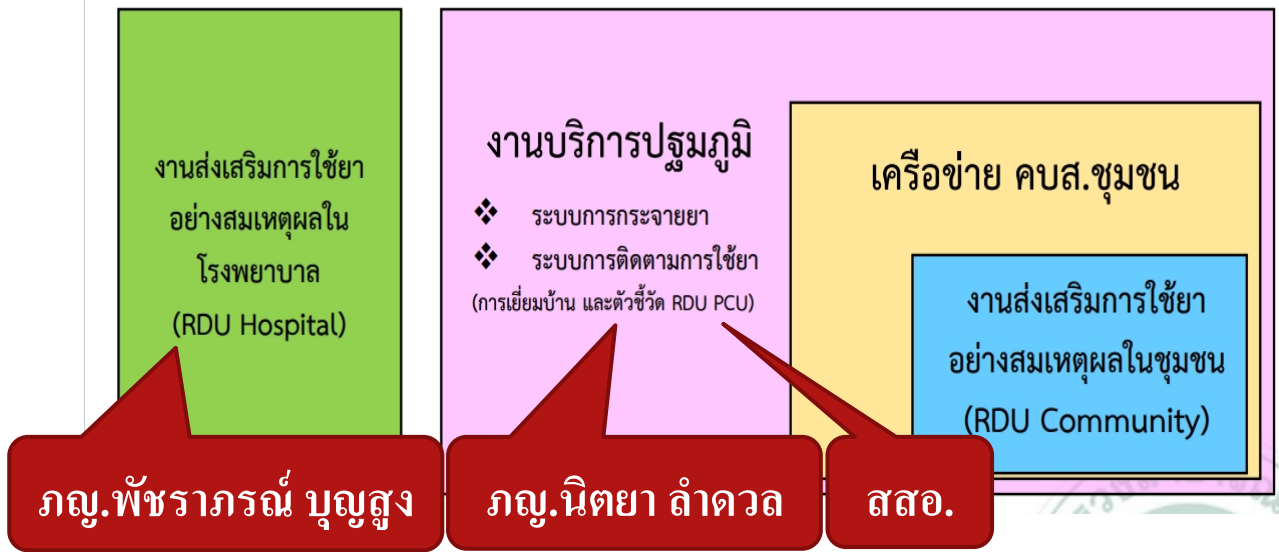 งานส่งเสริมการใช้ยา
อย่างสมเหตุผลใน
โรงพยาบาล
(RDU Hospital)
งานบริการปฐมภูมิ
❖ ระบบการกระจายยา
❖ ระบบการติดตามการใช้ยา
(การเยี่ยมบ้าน และตัวชี้วัด RDU PCU)
เครือข่าย คบส.ชุมชน
งานส่งเสริมการใช้ยา
อย่างสมเหตุผลในชุมชน
(RDU Community)
ภญ.พัชราภรณ์ บุญสูง
ภญ.นิตยา ลำดวล
สสอ.